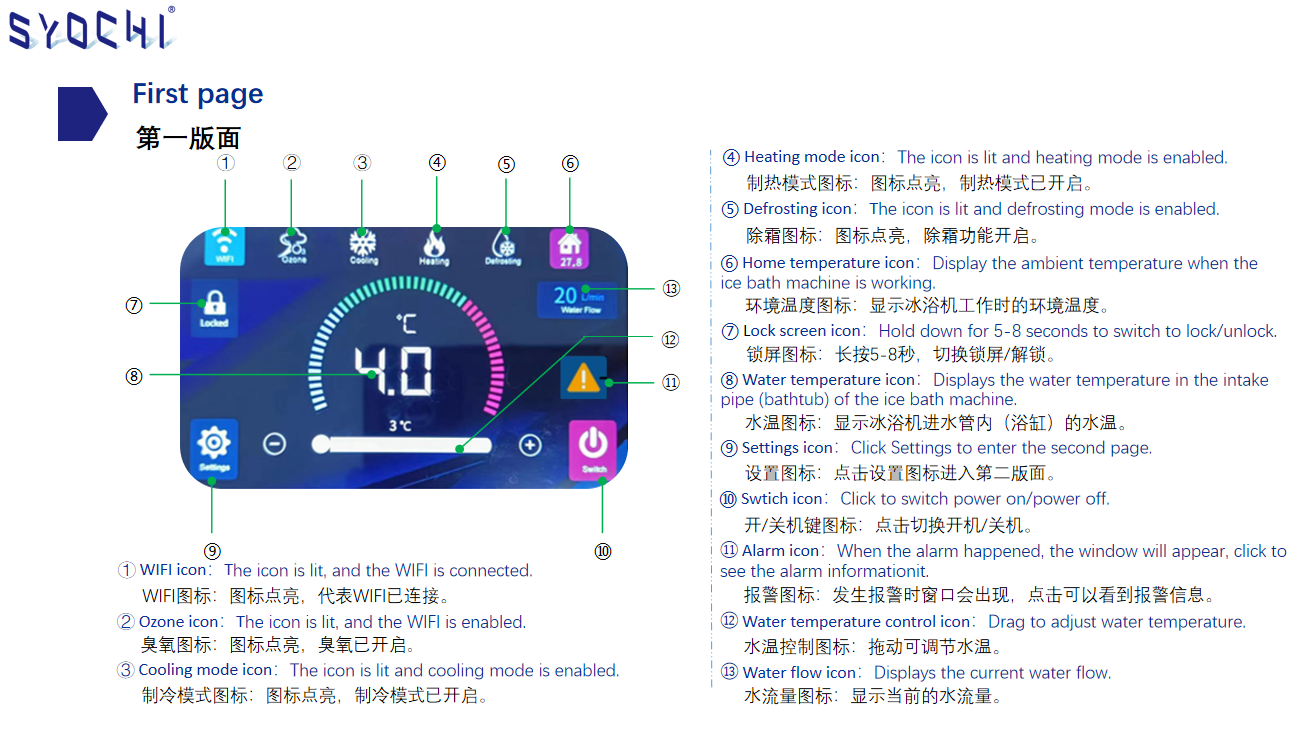 SYOCHI®
First page
第一版面
① ② ③ ④ ⑤ ⑥
WIFI Ozone Cooling Heating Defrosting 27.8
O3
⑦ Locked
20 L/min
Water Flow
⑬
℃
⑫
⑧ 4.0
⑪
3℃
Settings
Switch
⑨ ⑩
① WIFI icon：The icon is lit, and the WIFI is connected.
WIFI图标：图标点亮，代表WIFI已连接。
② Ozone icon：The icon is lit, and the WIFI is enabled.
臭氧图标：图标点亮，臭氧已开启。
③ Cooling mode icon：The icon is lit and cooling mode is enabled.
制冷模式图标：图标点亮，制冷模式已开启。
④ Heating mode icon：The icon is lit and heating mode is enabled.
制热模式图标：图标点亮，制热模式已开启。
⑤ Defrosting icon：The icon is lit and defrosting mode is enabled.
除霜图标：图标点亮，除霜功能开启。
⑥ Home temperature icon：Display the ambient temperature when the
ice bath machine is working.
环境温度图标：显示冰浴机工作时的环境温度。
⑦ Lock screen icon：Hold down for 5-8 seconds to switch to lock/unlock.
锁屏图标：长按5-8秒，切换锁屏/解锁。
⑧ Water temperature icon：Displays the water temperature in the intake
pipe (bathtub) of the ice bath machine.
水温图标：显示冰浴机进水管内（浴缸）的水温。
⑨ Settings icon：Click Settings to enter the second page.
设置图标：点击设置图标进入第二版面。
⑩ Swtich icon：Click to switch power on/power off.
开/关机键图标：点击切换开机/关机。
⑪ Alarm icon：When the alarm happened, the window will appear, click to
see the alarm informationit.
报警图标：发生报警时窗口会出现，点击可以看到报警信息。
⑫ Water temperature control icon：Drag to adjust water temperature.
水温控制图标：拖动可调节水温。
⑬ Water flow icon：Displays the current water flow.
水流量图标：显示当前的水流量。